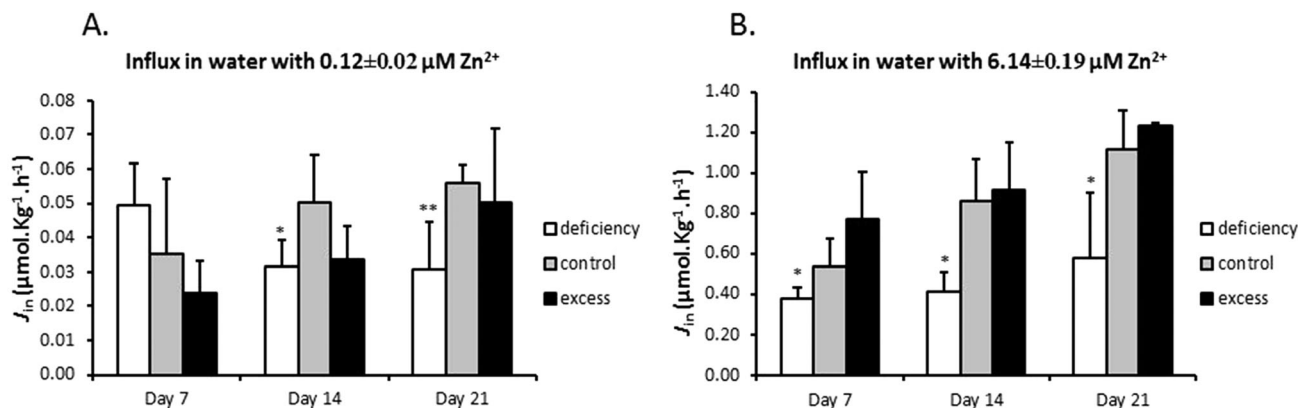 A.
Influx in water with 0.12±0.02 µM Zn²⁺
J_in (µmol.Kg⁻¹.h⁻¹)
0.08
0.07
0.06
0.05
0.04
0.03
0.02
0.01
0.00
*
**
Day 7 Day 14 Day 21
deficiency
control
excess
B.
Influx in water with 6.14±0.19 µM Zn²⁺
J_in (µmol.Kg⁻¹.h⁻¹)
1.40
1.20
1.00
0.80
0.60
0.40
0.20
0.00
*
*
*
Day 7 Day 14 Day 21
deficiency
control
excess